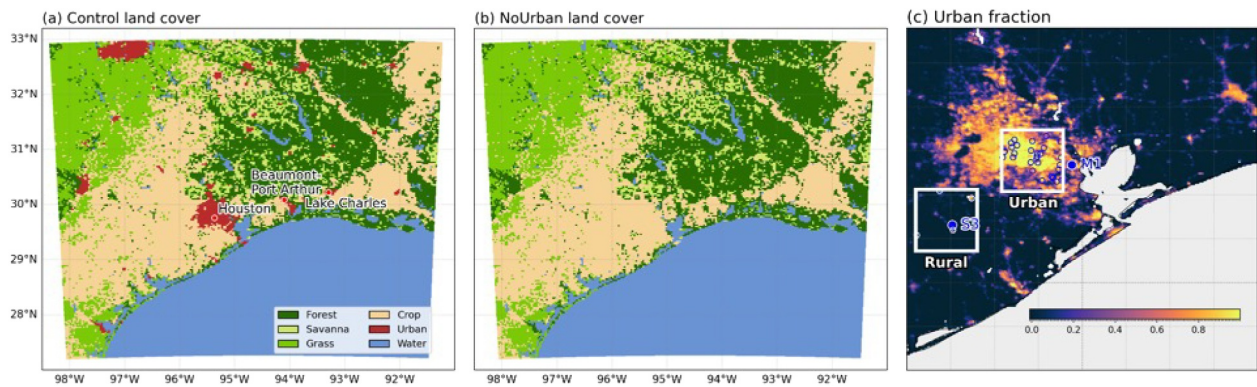 (a) Control land cover
33°N
32°N
31°N
30°N
29°N
28°N
98°W 97°W 96°W 95°W 94°W 93°W 92°W
Beaumont-
Port Arthur
Lake Charles
Houston
Forest
Savanna
Grass
Crop
Urban
Water
(b) NoUrban land cover
98°W 97°W 96°W 95°W 94°W 93°W 92°W
(c) Urban fraction
M1
Urban
S3
Rural
0.0 0.2 0.4 0.6 0.8